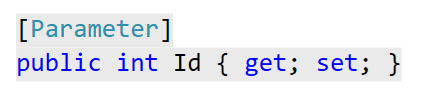 [Parameter]
public int Id { get; set; }